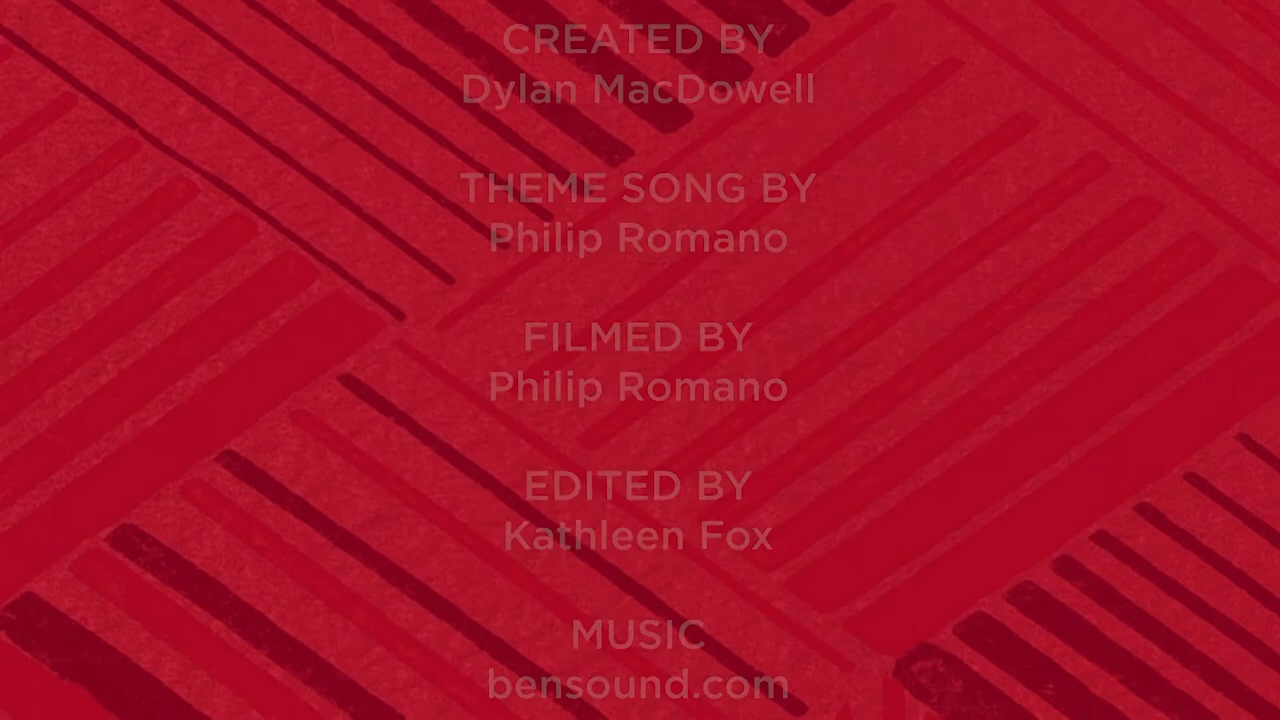 CREATED BY
Dylan MacDowell
THEME SONG BY
Philip Romano
FILMED BY
Philip Romano
EDITED BY
Kathleen Fox
MUSIC
bensound.com